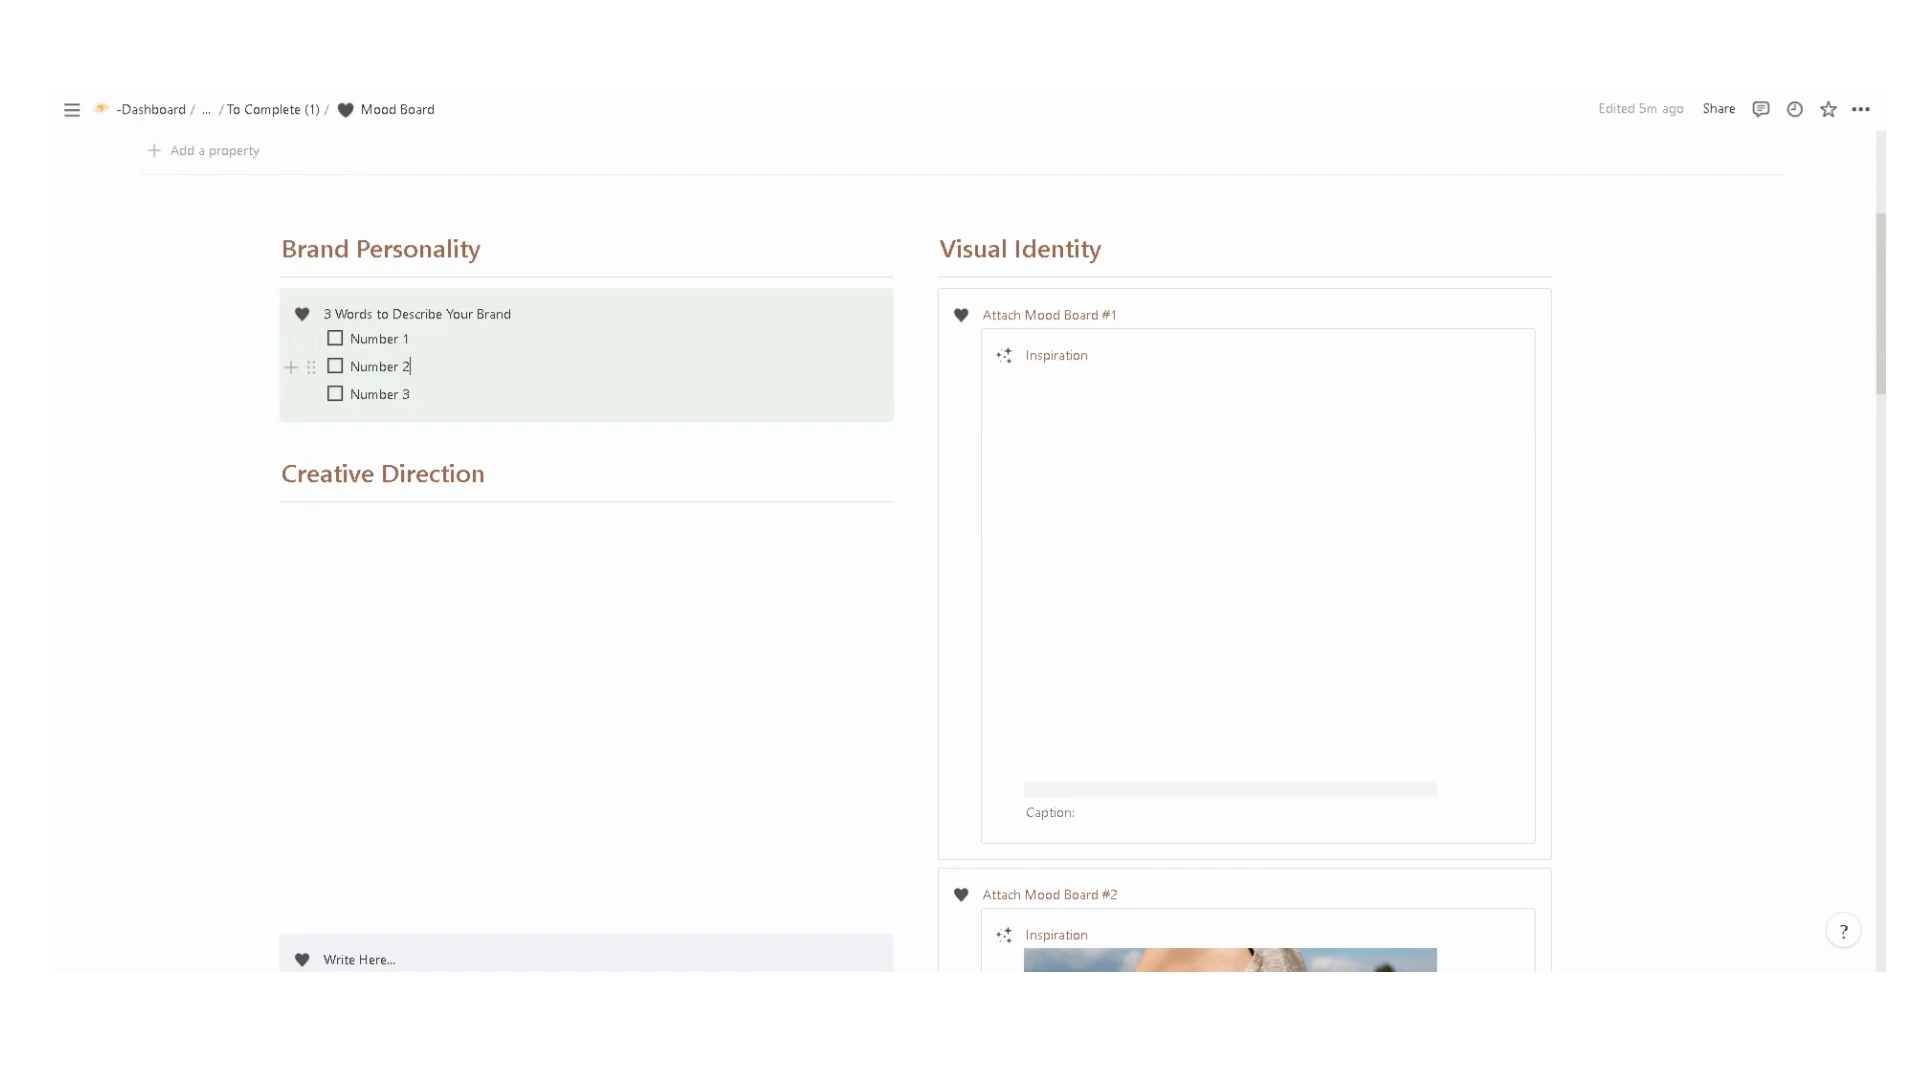 -Dashboard / ... / To Complete (1) / Mood Board
Edited 5m ago Share
Add a property
Brand Personality
3 Words to Describe Your Brand
Number 1
Number 2
Number 3
Creative Direction
Write Here...
Visual Identity
Attach Mood Board #1
Inspiration
Caption:
Attach Mood Board #2
Inspiration
?